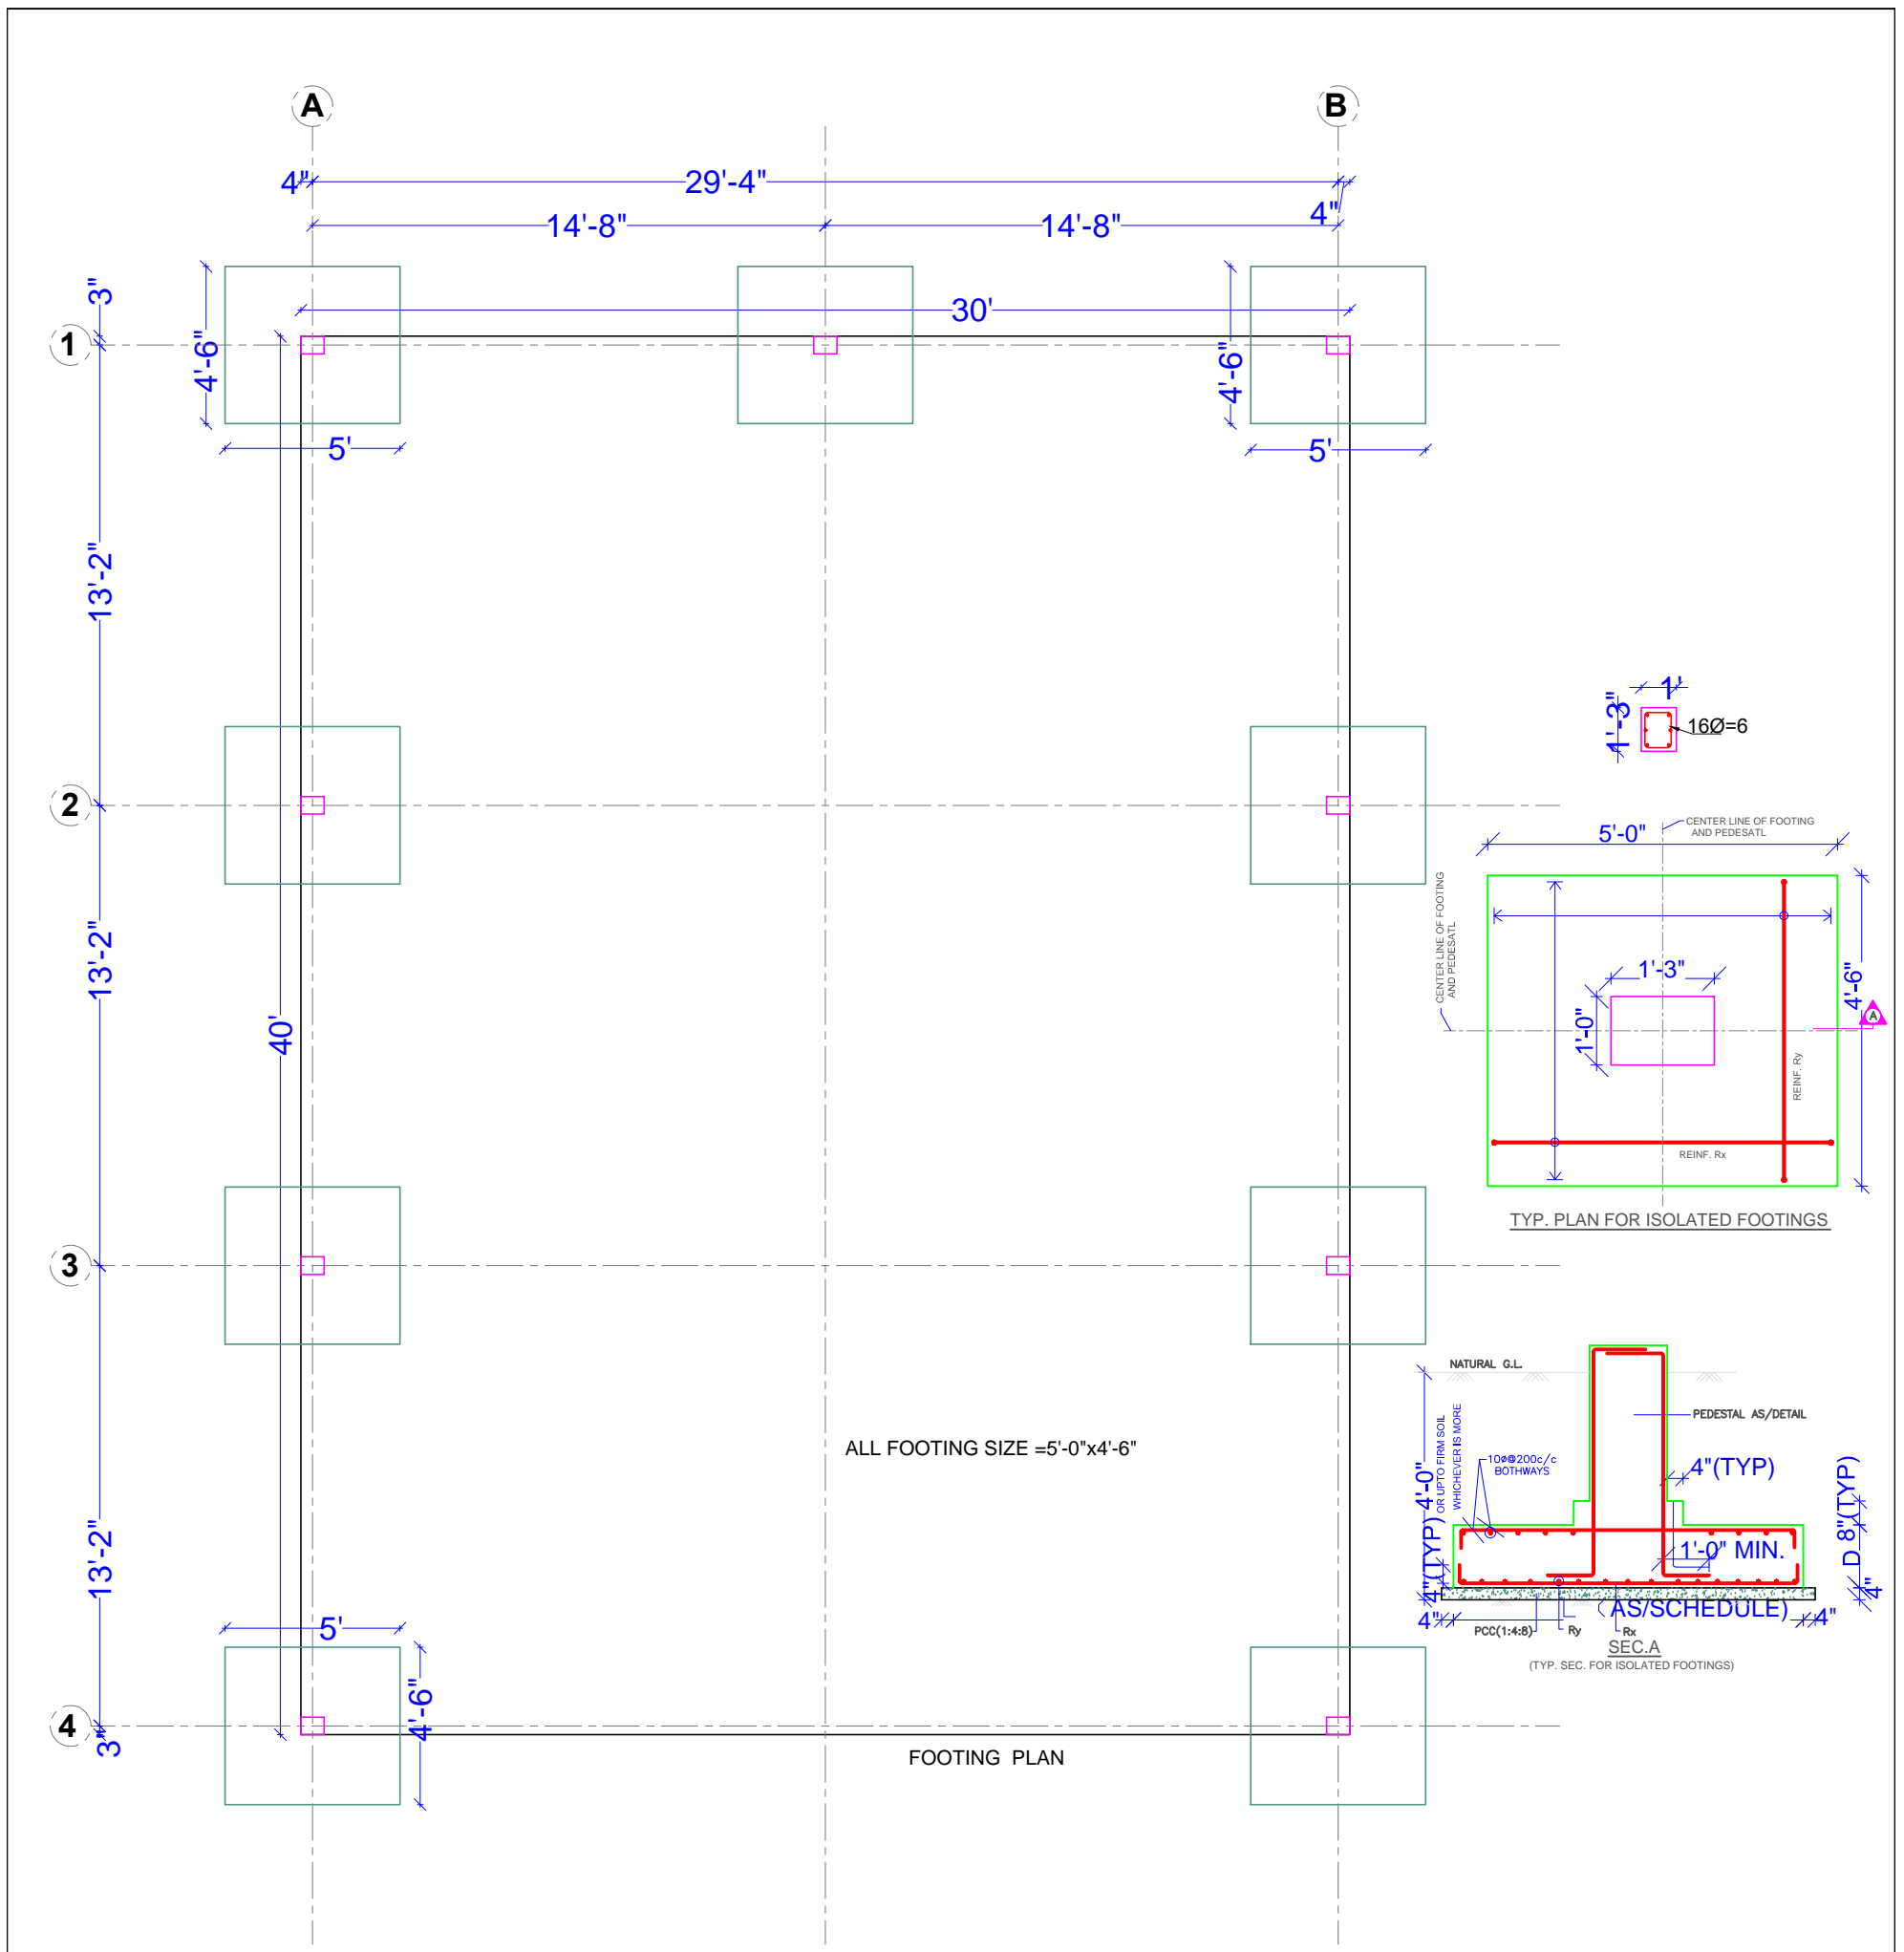 A
B
4"
29'-4"
4"
14'-8"
14'-8"
3"
30'
1
4'-6"
4'-6"
5'
5'
13'-2"
1'
1'-3"
16Ø=6
2
CENTER LINE OF FOOTING
AND PEDESATL
5'-0"
CENTER LINE OF FOOTING
AND PEDESATL
13'-2"
1'-3"
4'-6"
A
1'-0"
40'
REINF. Ry
REINF. Rx
TYP. PLAN FOR ISOLATED FOOTINGS
3
NATURAL G.L.
PEDESTAL AS/DETAIL
4'-0"
OR UPTO FIRM SOIL
WHICHEVER IS MORE
ALL FOOTING SIZE =5'-0"x4'-6"
10ø@200c/c
BOTHWAYS
4"(TYP)
8"(TYP)
D
4"(TYP)
1'-0" MIN.
4"
13'-2"
4"
(AS/SCHEDULE)
4"
PCC(1:4:8)
Ry
Rx
SEC.A
(TYP. SEC. FOR ISOLATED FOOTINGS)
5'
4'-6"
4
3"
FOOTING PLAN